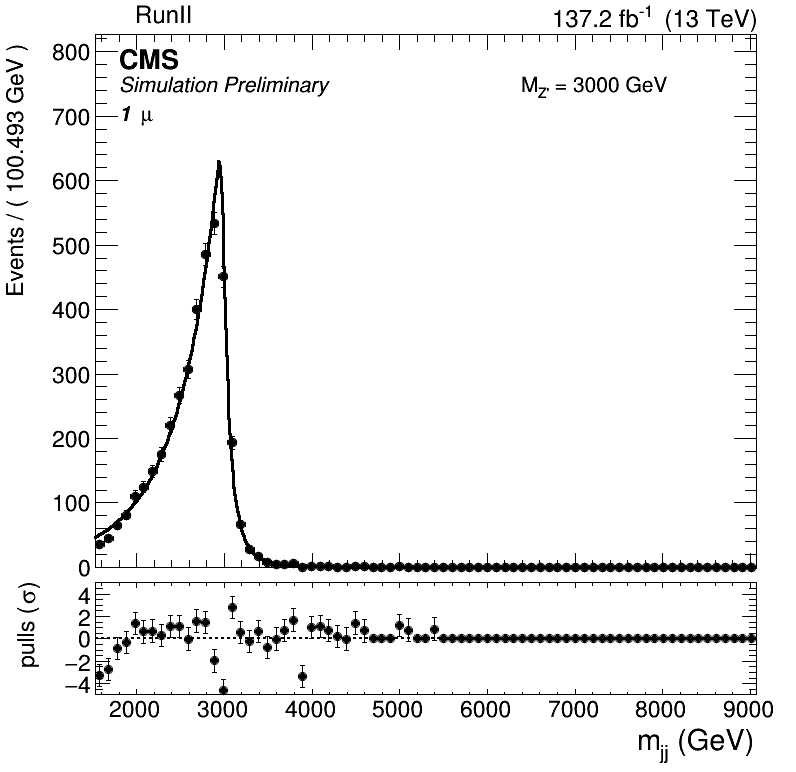 RunII 137.2 fb⁻¹ (13 TeV)
Events / ( 100.493 GeV )
800
CMS
Simulation Preliminary
M_Z' = 3000 GeV
700
1 μ
600
500
400
300
200
100
0
pulls (σ)
4
2
0
−2
−4
2000 3000 4000 5000 6000 7000 8000 9000
m_jj (GeV)